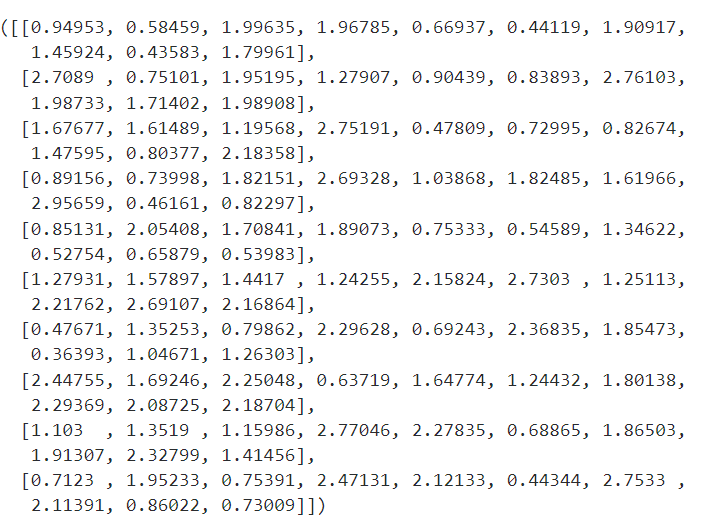 ([[0.94953, 0.58459, 1.99635, 1.96785, 0.66937, 0.44119, 1.90917,
1.45924, 0.43583, 1.79961],
[2.7089 , 0.75101, 1.95195, 1.27907, 0.90439, 0.83893, 2.76103,
1.98733, 1.71402, 1.98908],
[1.67677, 1.61489, 1.19568, 2.75191, 0.47809, 0.72995, 0.82674,
1.47595, 0.80377, 2.18358],
[0.89156, 0.73998, 1.82151, 2.69328, 1.03868, 1.82485, 1.61966,
2.95659, 0.46161, 0.82297],
[0.85131, 2.05408, 1.70841, 1.89073, 0.75333, 0.54589, 1.34622,
0.52754, 0.65879, 0.53983],
[1.27931, 1.57897, 1.4417 , 1.24255, 2.15824, 2.7303 , 1.25113,
2.21762, 2.69107, 2.16864],
[0.47671, 1.35253, 0.79862, 2.29628, 0.69243, 2.36835, 1.85473,
0.36393, 1.04671, 1.26303],
[2.44755, 1.69246, 2.25048, 0.63719, 1.64774, 1.24432, 1.80138,
2.29369, 2.08725, 2.18704],
[1.103  , 1.3519 , 1.15986, 2.77046, 2.27835, 0.68865, 1.86503,
1.91307, 2.32799, 1.41456],
[0.7123 , 1.95233, 0.75391, 2.47131, 2.12133, 0.44344, 2.7533 ,
2.11391, 0.86022, 0.73009]])